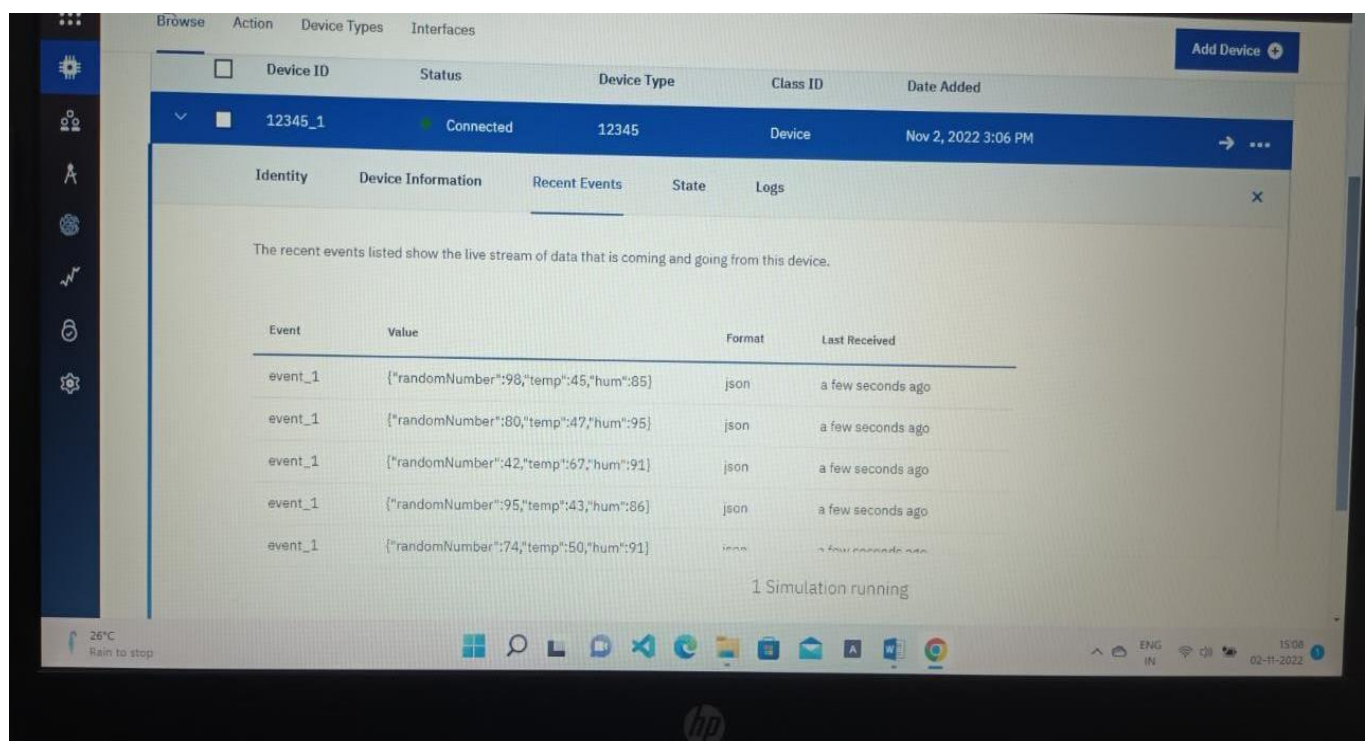 Browse Action Device Types Interfaces
Add Device
Device ID Status Device Type Class ID Date Added
12345_1 Connected 12345 Device Nov 2, 2022 3:06 PM
Identity Device Information Recent Events State Logs
The recent events listed show the live stream of data that is coming and going from this device.
Event Value Format Last Received
event_1 {"randomNumber":98,"temp":45,"hum":85} json a few seconds ago
event_1 {"randomNumber":80,"temp":47,"hum":95} json a few seconds ago
event_1 {"randomNumber":42,"temp":67,"hum":91} json a few seconds ago
event_1 {"randomNumber":95,"temp":43,"hum":86} json a few seconds ago
event_1 {"randomNumber":74,"temp":50,"hum":91} json a few seconds ago
1 Simulation running
26°C
Rain to stop
ENG
IN
15:08
02-11-2022
1
hp